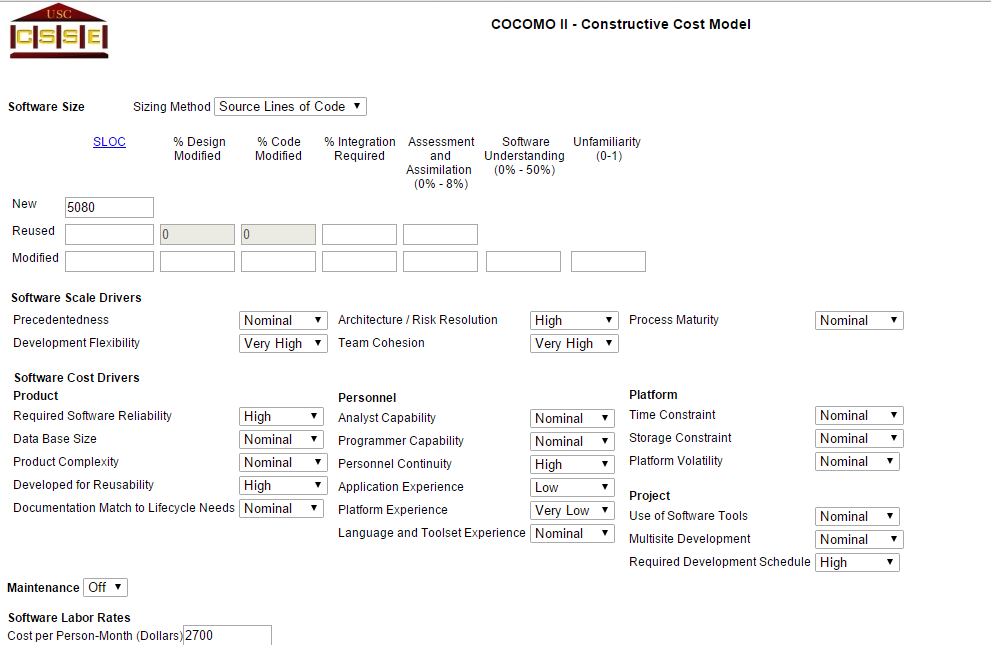 USC
CSSE
COCOMO II - Constructive Cost Model
Software Size Sizing Method Source Lines of Code
SLOC % Design Modified % Code Modified % Integration Required Assessment and Assimilation (0% - 8%) Software Understanding (0% - 50%) Unfamiliarity (0-1)
New 5080
Reused 0 0
Modified
Software Scale Drivers
Precedentedness Nominal Architecture / Risk Resolution High Process Maturity Nominal
Development Flexibility Very High Team Cohesion Very High
Software Cost Drivers
Product
Required Software Reliability High
Data Base Size Nominal
Product Complexity Nominal
Developed for Reusability High
Documentation Match to Lifecycle Needs Nominal
Personnel
Analyst Capability Nominal
Programmer Capability Nominal
Personnel Continuity High
Application Experience Low
Platform Experience Very Low
Language and Toolset Experience Nominal
Platform
Time Constraint Nominal
Storage Constraint Nominal
Platform Volatility Nominal
Project
Use of Software Tools Nominal
Multisite Development Nominal
Required Development Schedule High
Maintenance Off
Software Labor Rates
Cost per Person-Month (Dollars) 2700